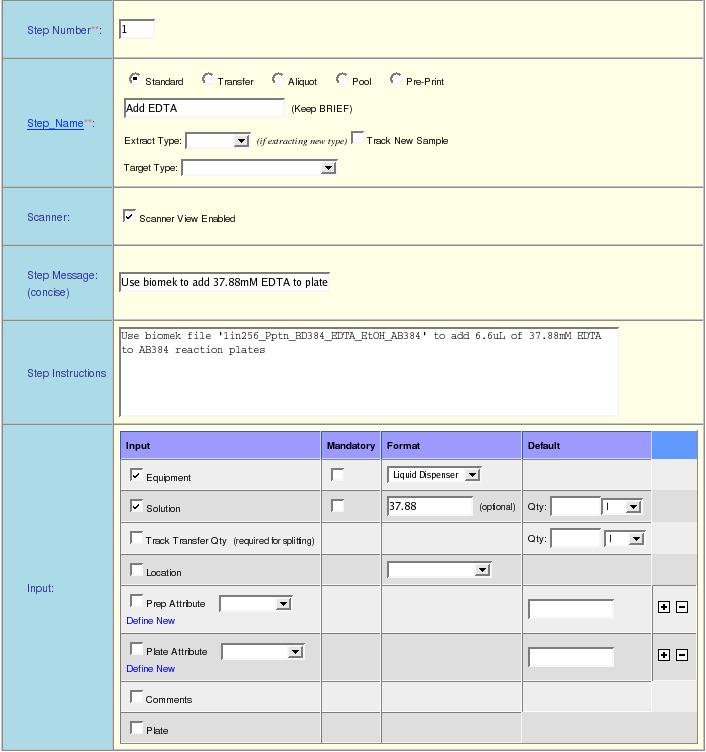 Step Number**:
1
Standard Transfer Aliquot Pool Pre-Print
Step_Name**:
Add EDTA (Keep BRIEF)
Extract Type: (if extracting new type) Track New Sample
Target Type:
Scanner:
Scanner View Enabled
Step Message:
(concise)
Use biomek to add 37.88mM EDTA to plate
Step Instructions
Use biomek file '1in256_Pptn_BD384_EDTA_EtOH_AB384' to add 6.6uL of 37.88mM EDTA
to AB384 reaction plates
Input:
Input Mandatory Format Default
Equipment Liquid Dispenser
Solution 37.88 (optional) Qty: l
Track Transfer Qty (required for splitting) Qty: l
Location
Prep Attribute
Define New
Plate Attribute
Define New
Comments
Plate